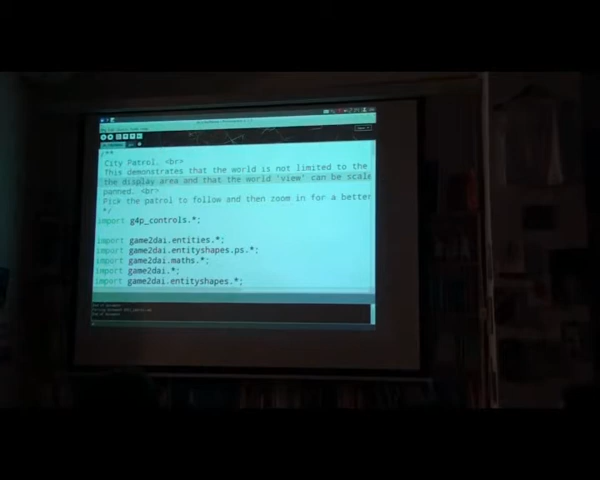 /**
City Patrol. <br>
This demonstrates that the world is not limited to the
the display area and that the world 'view' can be scale
panned. <br>
Pick the patrol to follow and then zoom in for a better
*/
import g4p_controls.*;
import game2dai.entities.*;
import game2dai.entityshapes.ps.*;
import game2dai.maths.*;
import game2dai.*;
import game2dai.entityshapes.*;